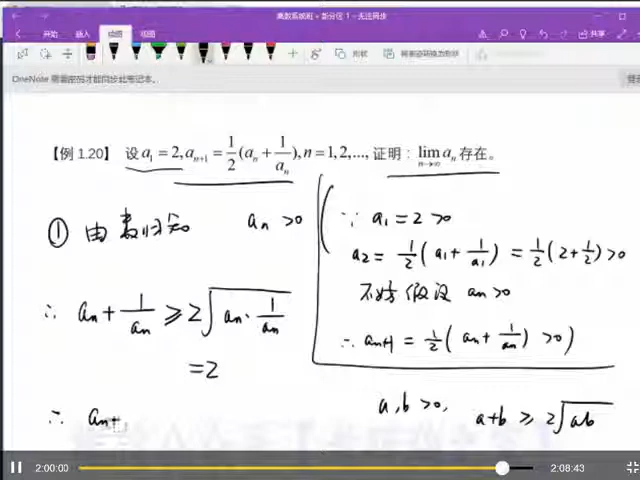 高数系统班 • 新分区 1 - 无法同步
开始 插入 绘图 视图 共享
形状 将墨迹转换为形状
OneNote 需要密码才能同步此笔记本。
【例 1.20】 设 a₁ = 2, aₙ₊₁ = 1/2(aₙ + 1/aₙ), n = 1, 2, ..., 证明：lim n→∞ aₙ 存在。
① 由数归知 aₙ >0
∵ a₁ = 2 >0
a₂ = 1/2 (a₁ + 1/a₁) = 1/2 (2 + 1/2) >0
不妨假设 aₙ >0
∴ aₙ₊₁ = 1/2 (aₙ + 1/aₙ >0)
∴ aₙ + 1/aₙ ≥ 2√(aₙ · 1/aₙ)
= 2
a, b >0, a+b ≥ 2√ab
∴ aₙ₊
2:00:00 2:08:43